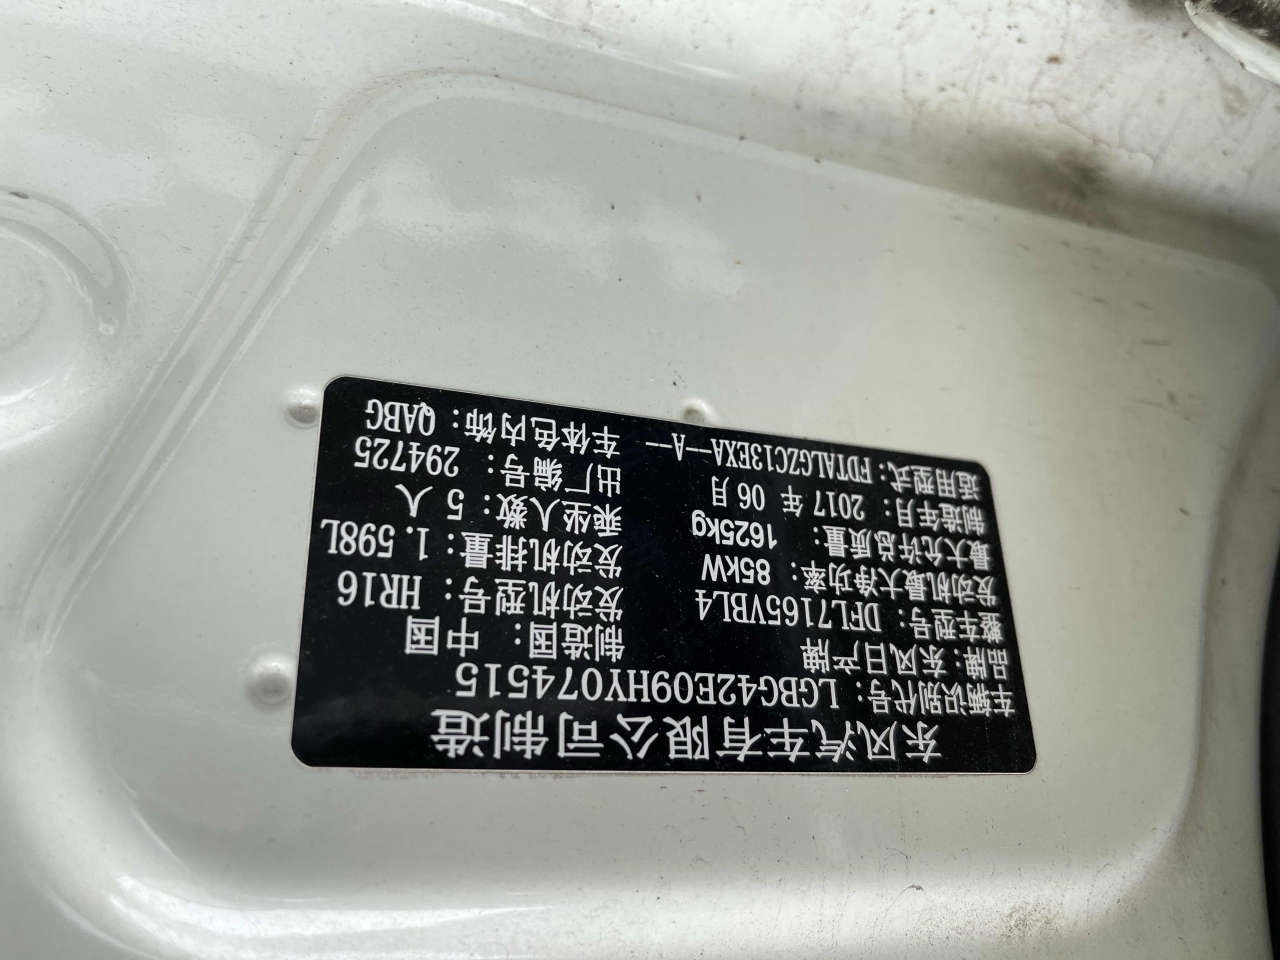 东风汽车有限公司制造
车辆识别代号: LGBG42E09HY074515
品牌: 东风日产牌 制造国: 中国
整车型号: DFL7165VBL4 发动机型号: HR16
发动机最大净功率: 85kW 发动机排量: 1.598L
最大允许总质量: 1625kg 乘坐人数: 5 人
制造年月: 2017 年 06 月 出厂编号: 294725
适用型式: FDTALGZC13EXA--A-- 车体色内饰: QABG